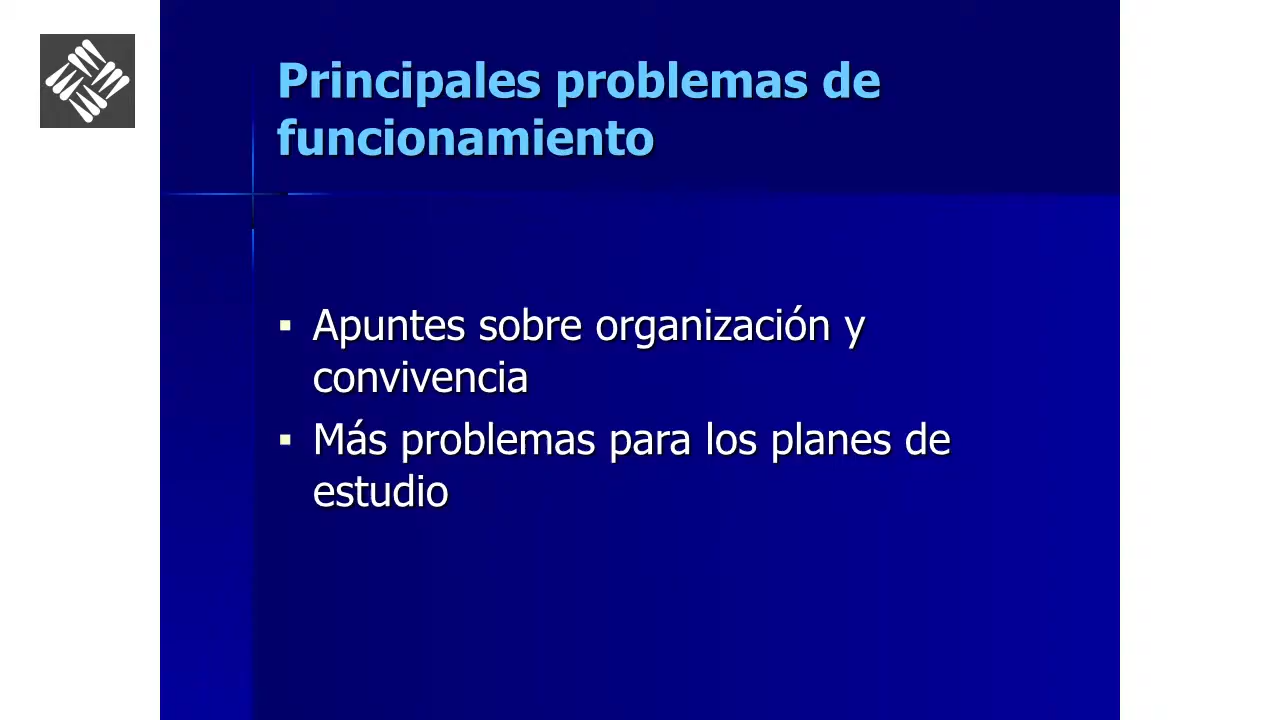 Principales problemas de
funcionamiento
▪ Apuntes sobre organización y
convivencia
▪ Más problemas para los planes de
estudio